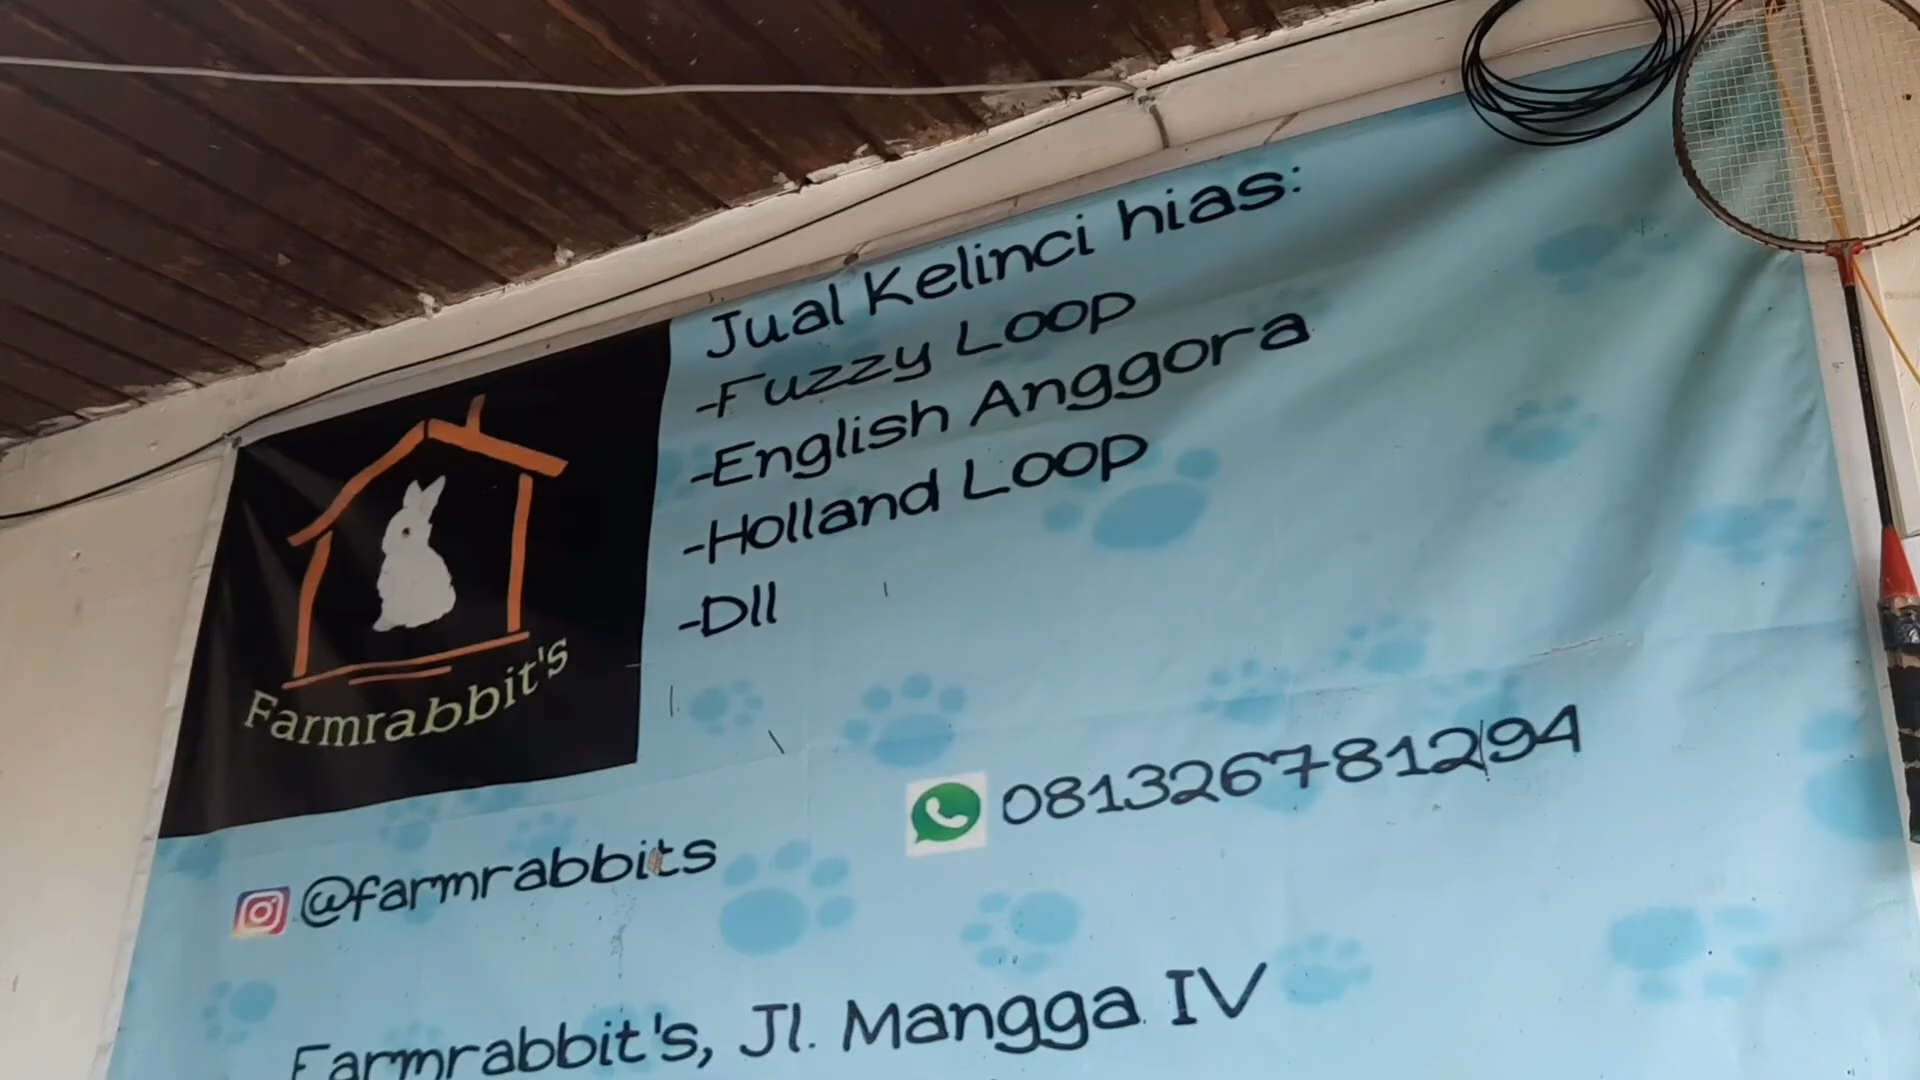 Jual Kelinci hias:
-Fuzzy Loop
-English Anggora
-Holland Loop
-Dll
Farmrabbit's
081326781294
@farmrabbits
Farmrabbit's, Jl. Mangga IV